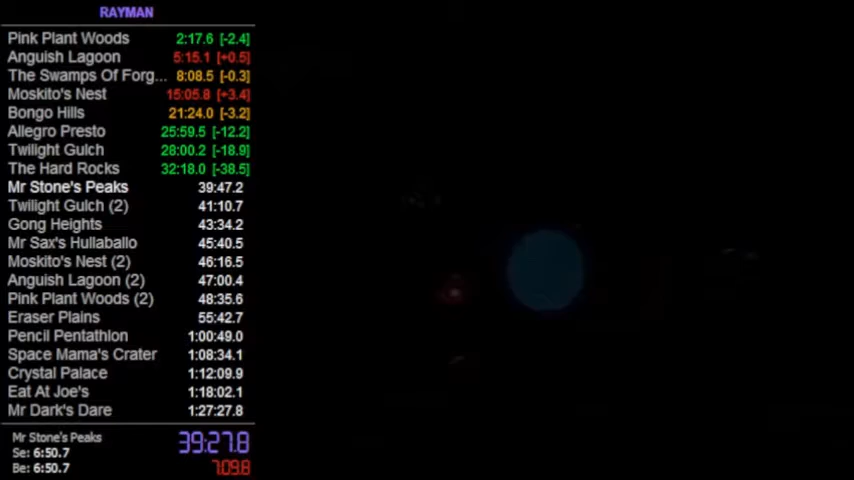 RAYMAN
Pink Plant Woods 2:17.6 [-2.4]
Anguish Lagoon 5:15.1 [+0.5]
The Swamps Of Forg... 8:08.5 [-0.3]
Moskito's Nest 15:05.8 [+3.4]
Bongo Hills 21:24.0 [-3.2]
Allegro Presto 25:59.5 [-12.2]
Twilight Gulch 28:00.2 [-18.9]
The Hard Rocks 32:18.0 [-38.5]
Mr Stone's Peaks 39:47.2
Twilight Gulch (2) 41:10.7
Gong Heights 43:34.2
Mr Sax's Hullaballo 45:40.5
Moskito's Nest (2) 46:16.5
Anguish Lagoon (2) 47:00.4
Pink Plant Woods (2) 48:35.6
Eraser Plains 55:42.7
Pencil Pentathlon 1:00:49.0
Space Mama's Crater 1:08:34.1
Crystal Palace 1:12:09.9
Eat At Joe's 1:18:02.1
Mr Dark's Dare 1:27:27.8
Mr Stone's Peaks 39:27.8
Se: 6:50.7
Be: 6:50.7 7:09.8